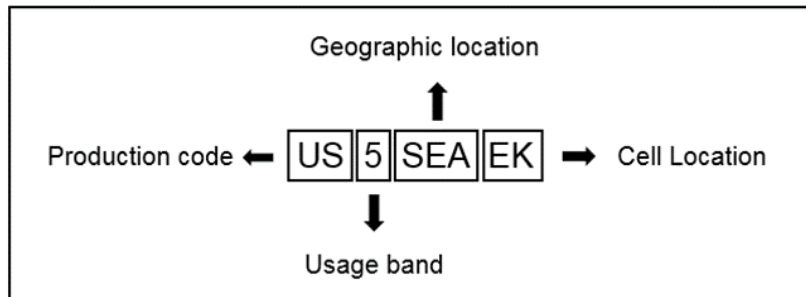 Geographic location
Production code US 5 SEA EK Cell Location
Usage band